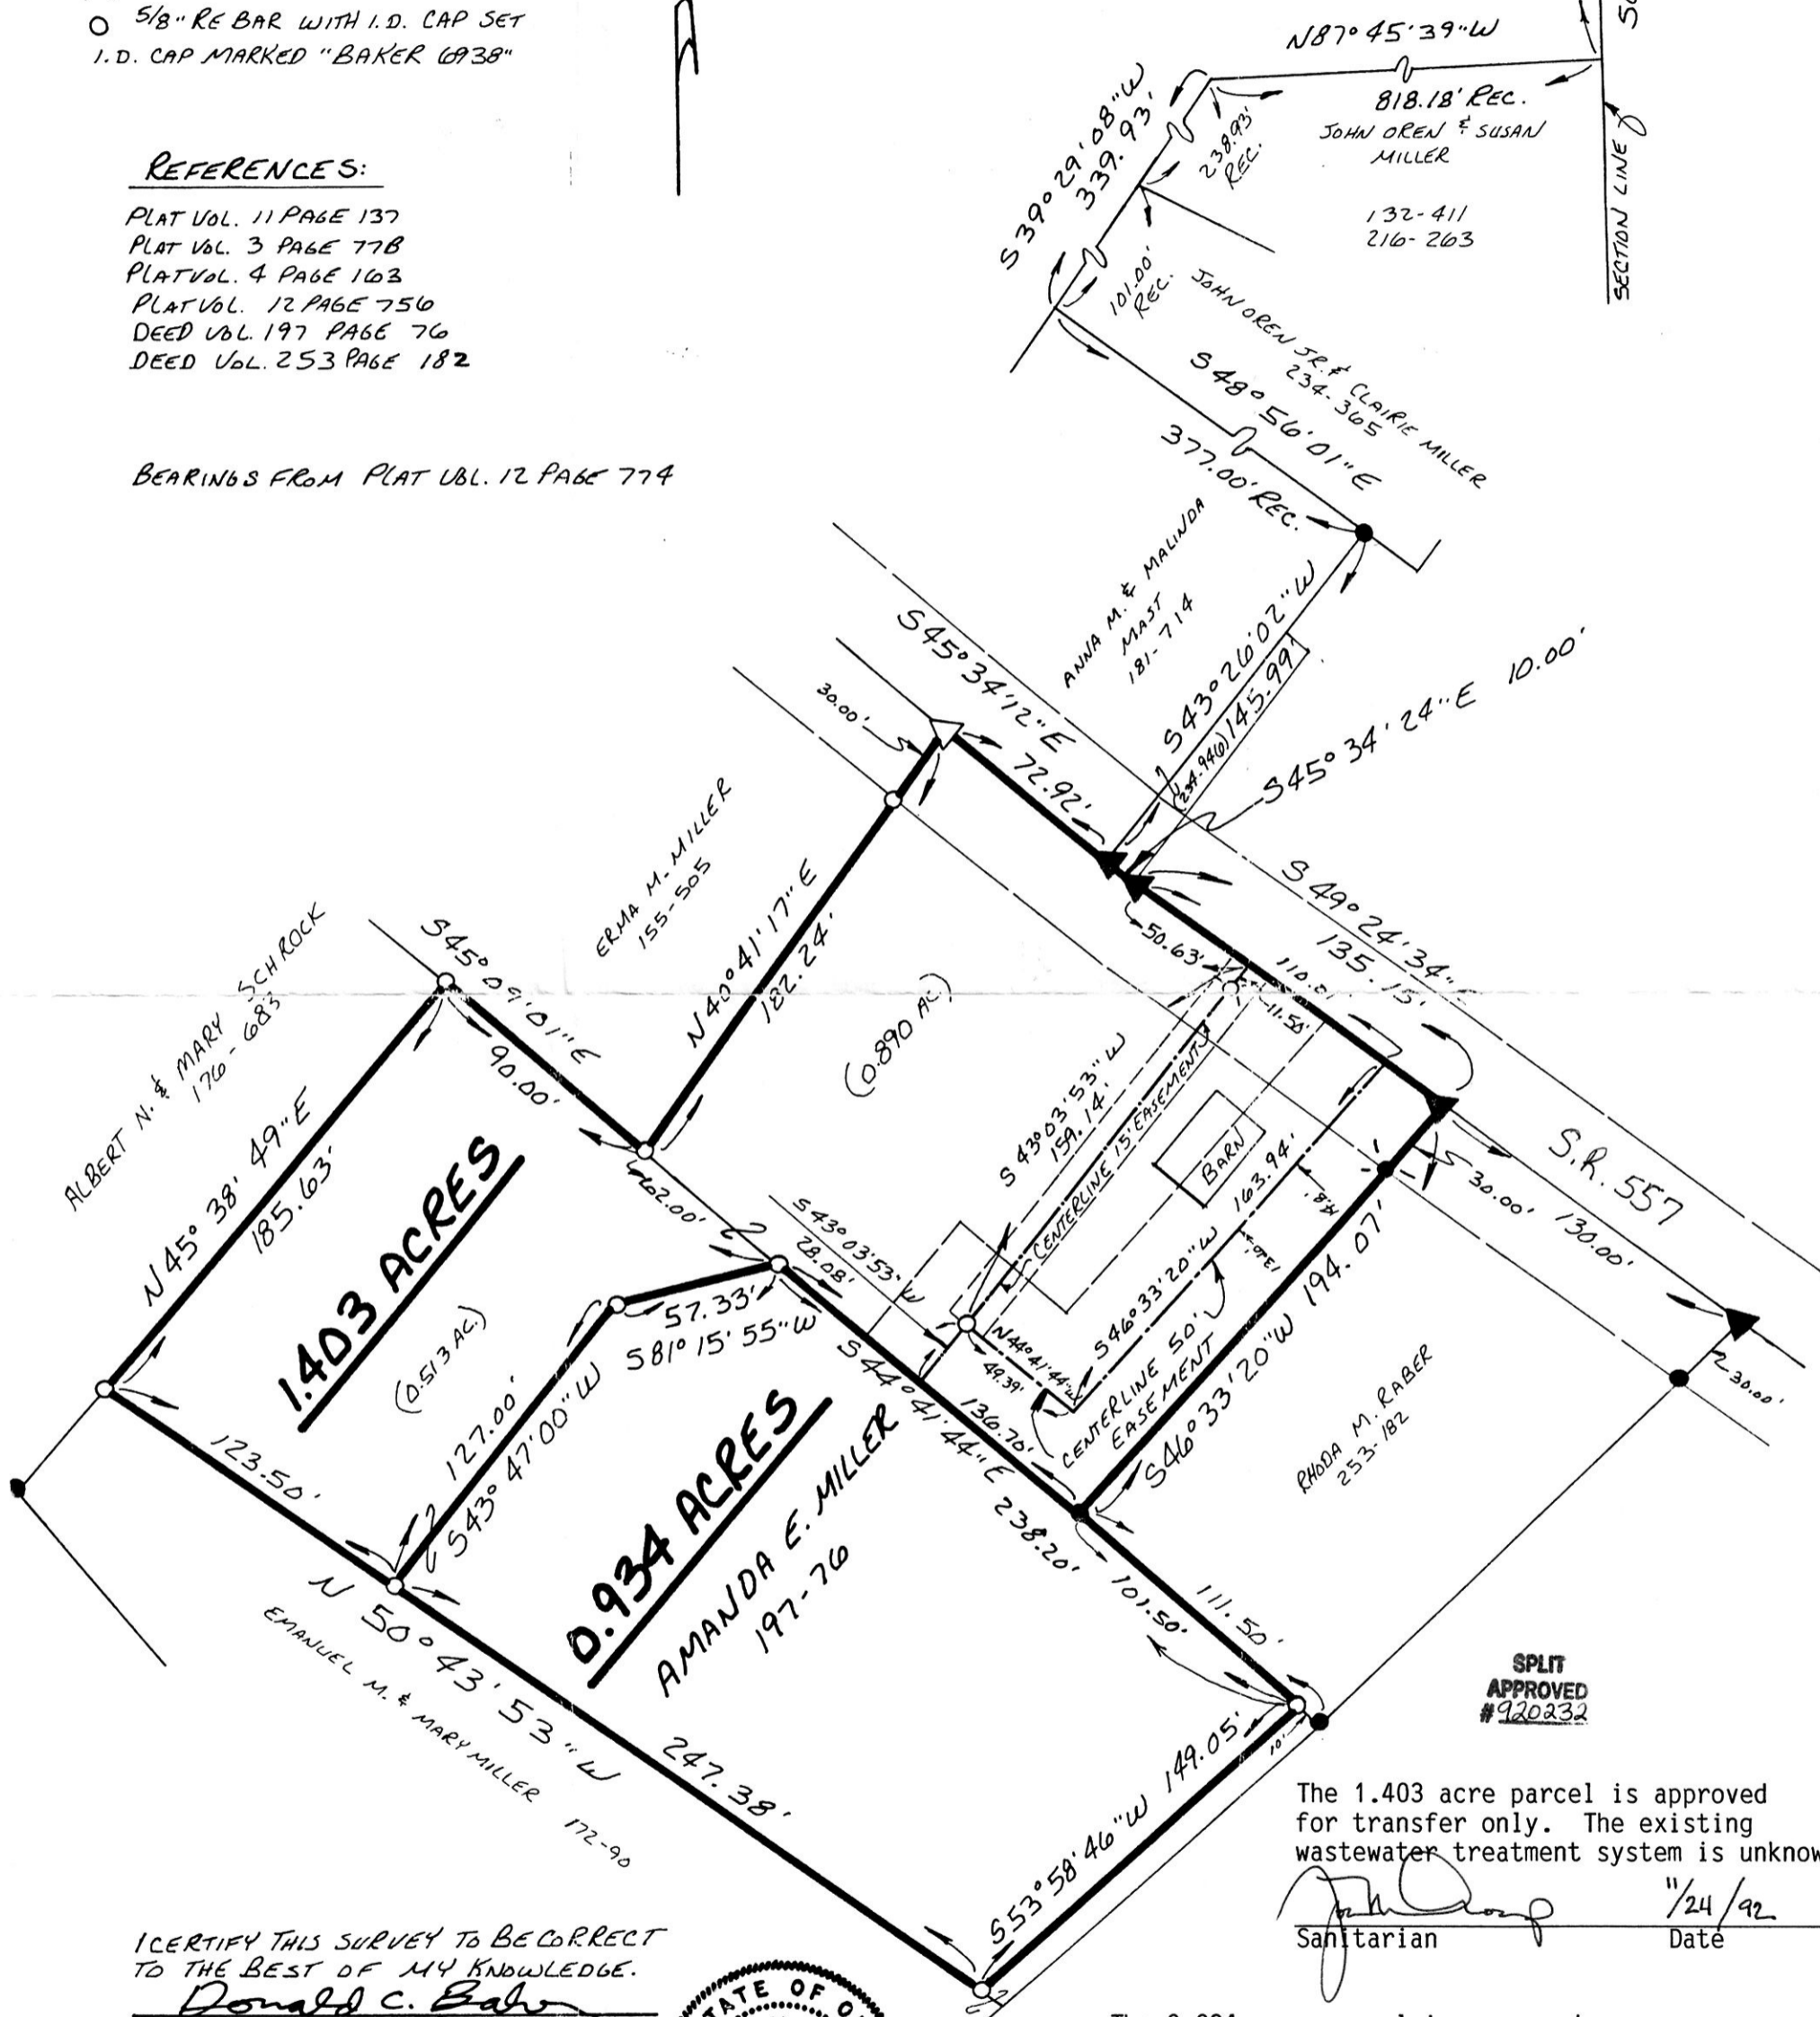 O 5/8" RE BAR WITH I.D. CAP SET
I.D. CAP MARKED "BAKER 6938"
REFERENCES:
PLAT VOL. 11 PAGE 137
PLAT VOL. 3 PAGE 77B
PLAT VOL. 4 PAGE 163
PLAT VOL. 12 PAGE 756
DEED VOL. 197 PAGE 76
DEED VOL. 253 PAGE 182
BEARINGS FROM PLAT VOL. 12 PAGE 774
N87° 45' 39" W
818.18' REC.
JOHN OREN & SUSAN
MILLER
132-411
216-263
SECTION LINE
S39° 29' 08" W
339.93'
238.93'
REC.
101.00'
REC.
JOHN OREN JR. & CLAIRIE MILLER
234-365
S48° 56' 01" E
377.00' REC.
ANNA M. & MALINDA
MAST
181-714
S43° 26' 02" W
145.99'
S45° 34' 24" E 10.00'
S45° 34' 12" E
72.92'
30.00'
ERMA M. MILLER
155-505
N40° 41' 17" E
182.24'
(0.890 AC)
S49° 24' 34" E
135.15'
50.63'
11.50'
S.R. 557
30.00'
130.00'
30.00'
ALBERT N. & MARY SCHROCK
176-683
S45° 09' 01" E
90.00'
N45° 38' 49" E
185.63'
1.403 ACRES
(0.513 AC.)
62.00'
S43° 03' 53" W
28.08'
S43° 03' 53" W
159.14'
CENTERLINE 15' EASEMENT
BARN
S46° 33' 20" W 163.94'
N44° 41' 44" W
49.39'
CENTERLINE 50'
EASEMENT
S46° 33' 20" W 194.07'
RHODA M. RABER
253-182
57.33'
S81° 15' 55" W
127.00'
S43° 47' 00" W
123.50'
S44° 41' 44" E 238.20'
136.70'
101.50'
111.50'
0.934 ACRES
AMANDA E. MILLER
197-76
N 50° 43' 53" W
247.38'
EMANUEL M. & MARY MILLER 172-90
S53° 58' 46" W 149.05'
10'
SPLIT
APPROVED
#920232
The 1.403 acre parcel is approved
for transfer only. The existing
wastewater treatment system is unknow
11/24/92
Sanitarian Date
I CERTIFY THIS SURVEY TO BE CORRECT
TO THE BEST OF MY KNOWLEDGE.
Donald C. Baker
STATE OF O